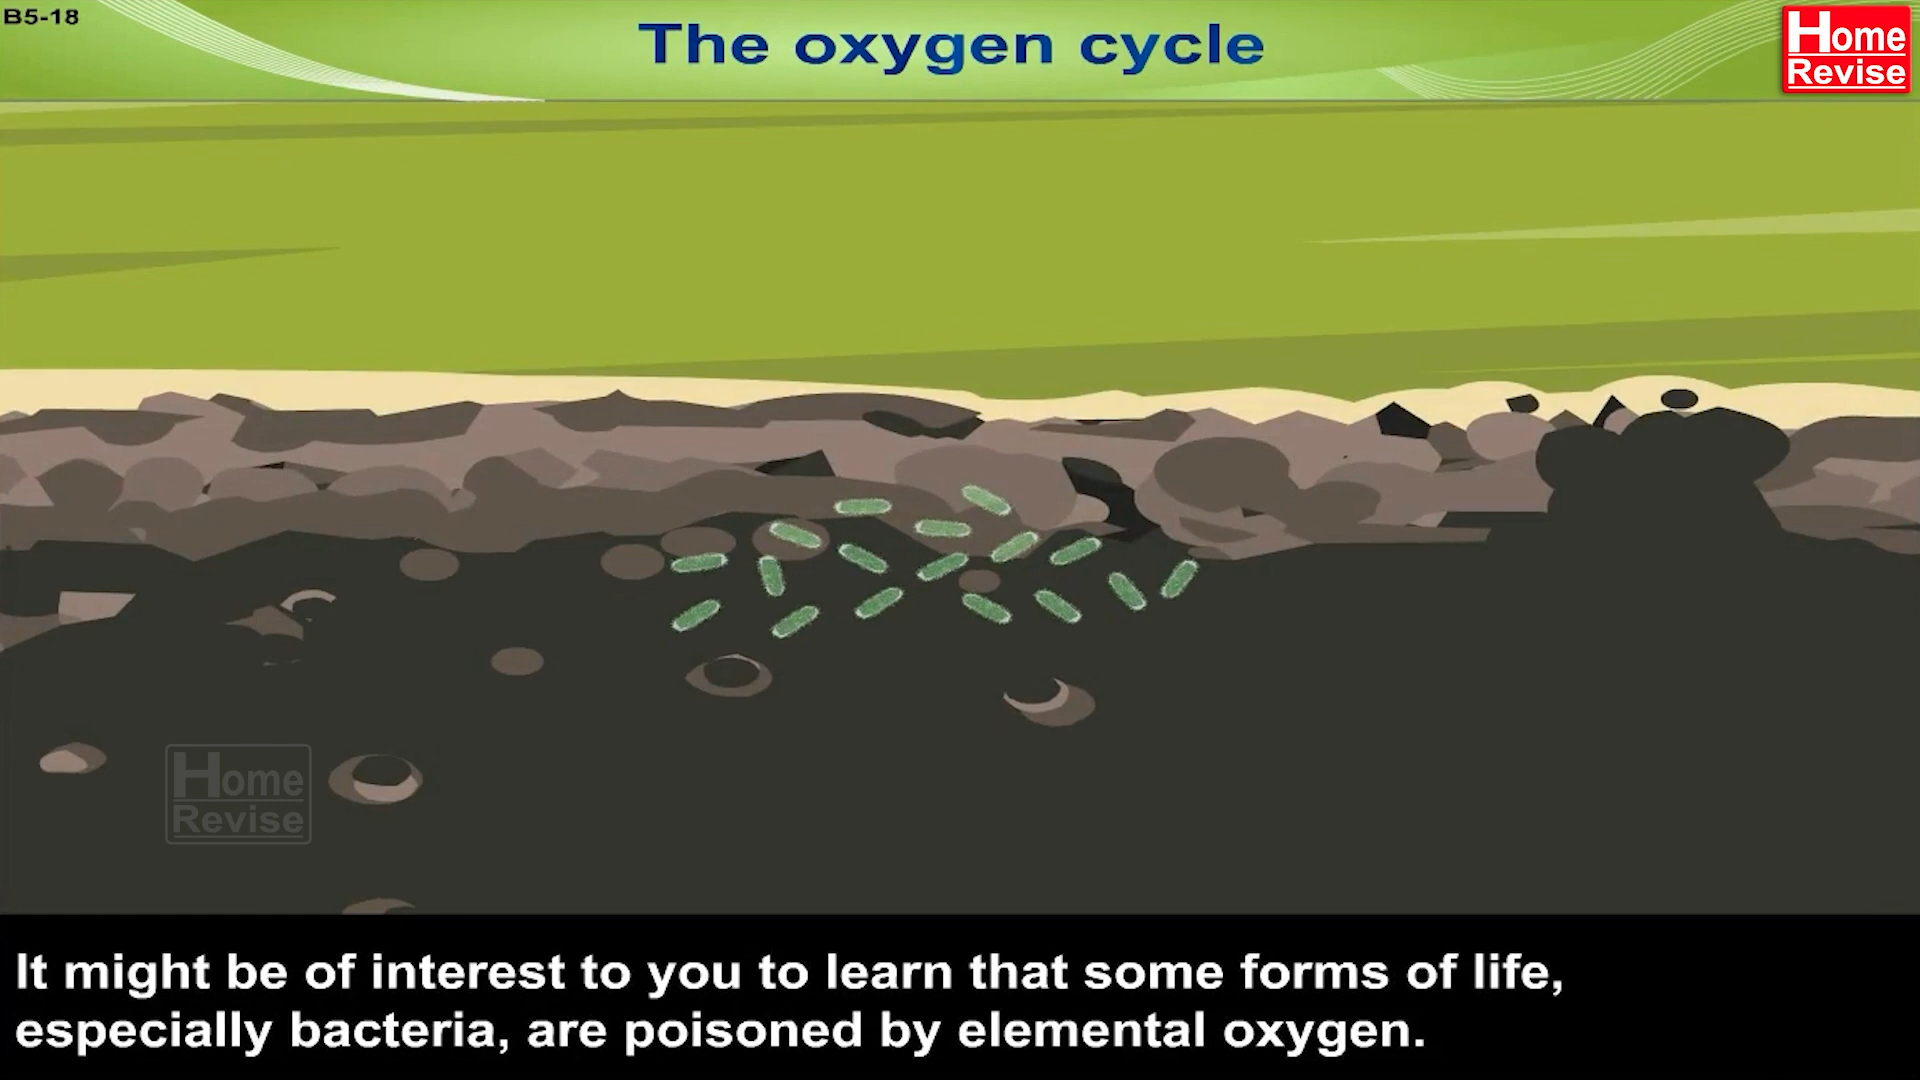 B5-18
The oxygen cycle
Home
Revise
Home
Revise
It might be of interest to you to learn that some forms of life,
especially bacteria, are poisoned by elemental oxygen.